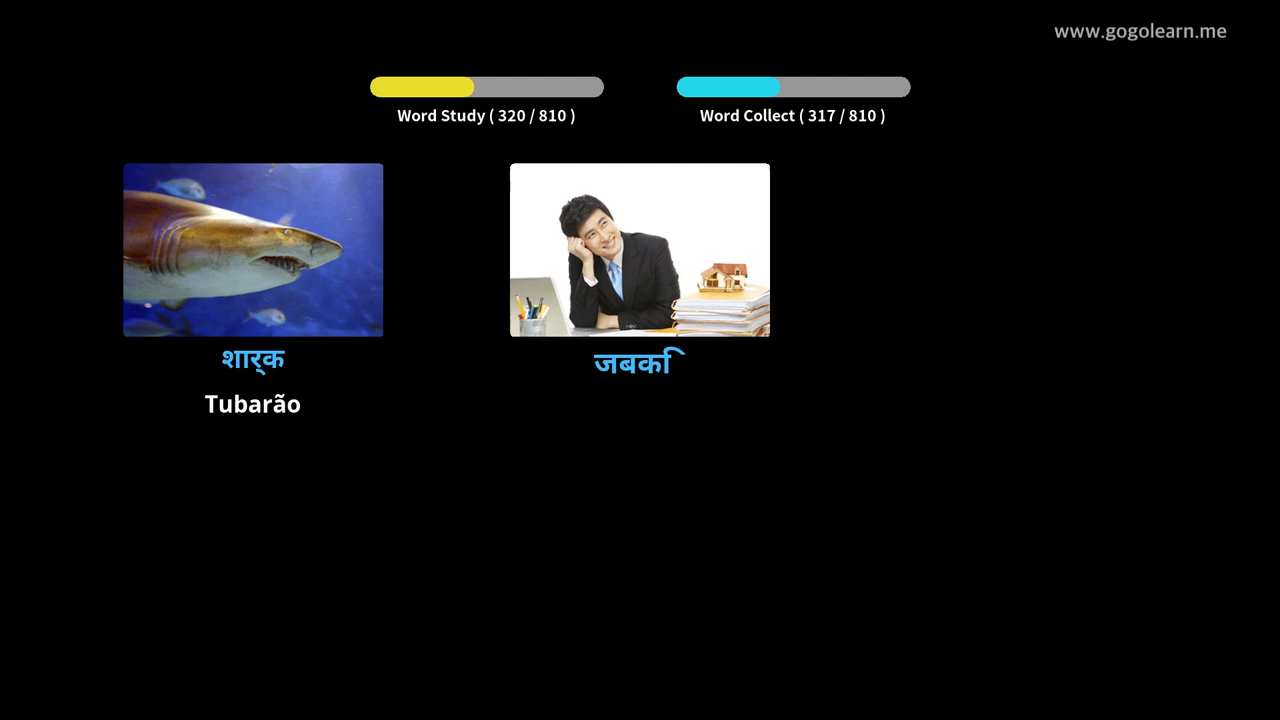 www.gogolearn.me
Word Study ( 320 / 810 )
Word Collect ( 317 / 810 )
शार्क
Tubarão
जबकि